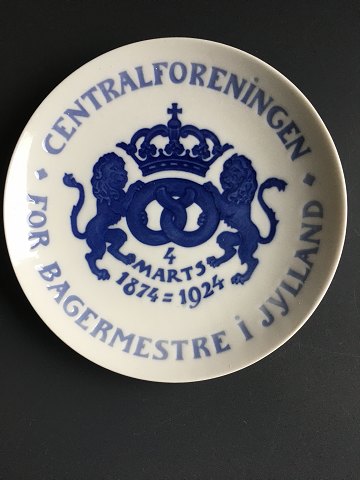 CENTRALFORENINGEN
FOR BAGERMESTRE I JYLLAND
4
MARTS
1874=1924